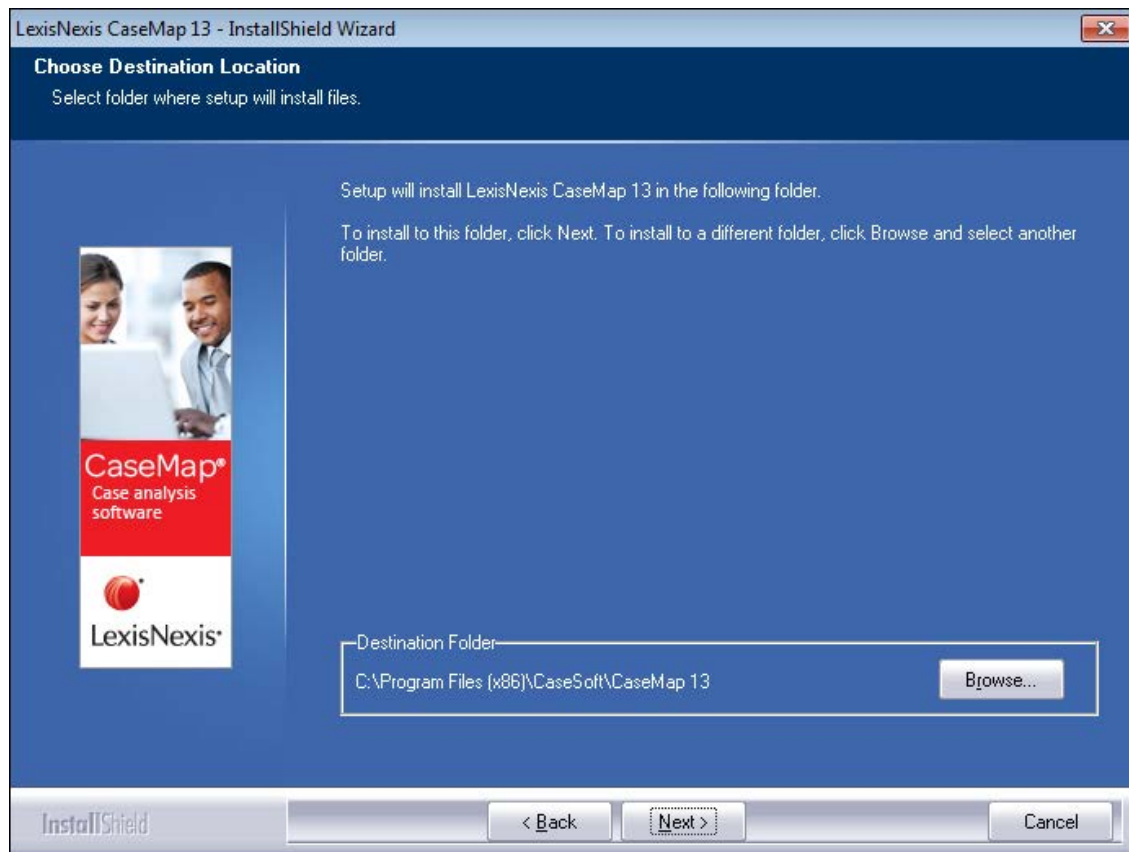 LexisNexis CaseMap 13 - InstallShield Wizard
Choose Destination Location
Select folder where setup will install files.
Setup will install LexisNexis CaseMap 13 in the following folder.
To install to this folder, click Next. To install to a different folder, click Browse and select another
folder.
CaseMap®
Case analysis
software
LexisNexis·
Destination Folder
C:\Program Files (x86)\CaseSoft\CaseMap 13
Browse...
InstallShield
< Back
Next >
Cancel